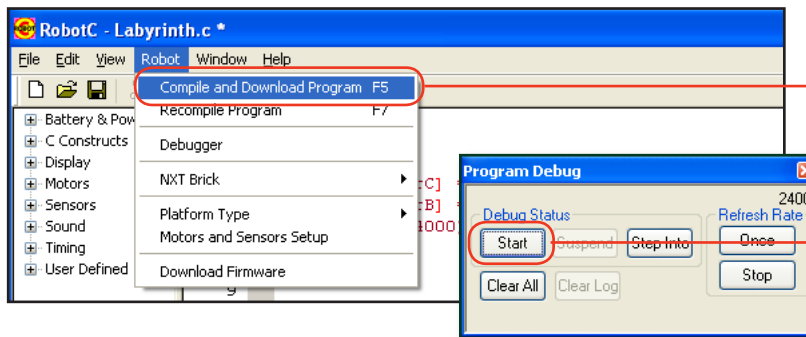 RobotC - Labyrinth.c *
File Edit View Robot Window Help
Compile and Download Program F5
Recompile Program F7
Debugger
NXT Brick
Platform Type
Motors and Sensors Setup
Download Firmware
Battery & Pow
C Constructs
Display
Motors
Sensors
Sound
Timing
User Defined
C]
B]
4000
9
Program Debug
2400
Debug Status
Refresh Rate
Start Suspend Step Into Once
Clear All Clear Log Stop